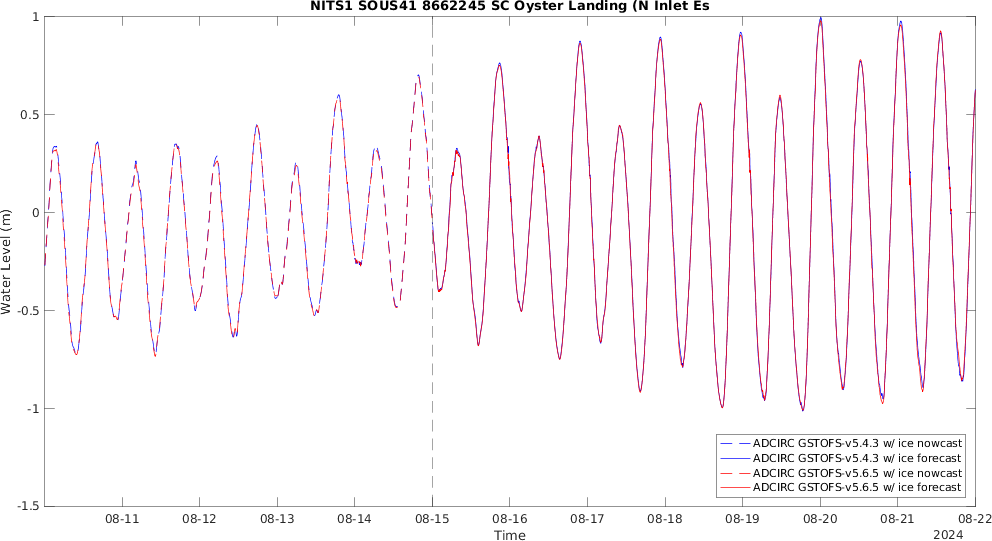 NITS1 SOUS41 8662245 SC Oyster Landing (N Inlet Es
1
0.5
0
-0.5
-1
-1.5
Water Level (m)
08-11 08-12 08-13 08-14 08-15 08-16 08-17 08-18 08-19 08-20 08-21 08-22
Time
2024
ADCIRC GSTOFS-v5.4.3 w/ ice nowcast
ADCIRC GSTOFS-v5.4.3 w/ ice forecast
ADCIRC GSTOFS-v5.6.5 w/ ice nowcast
ADCIRC GSTOFS-v5.6.5 w/ ice forecast